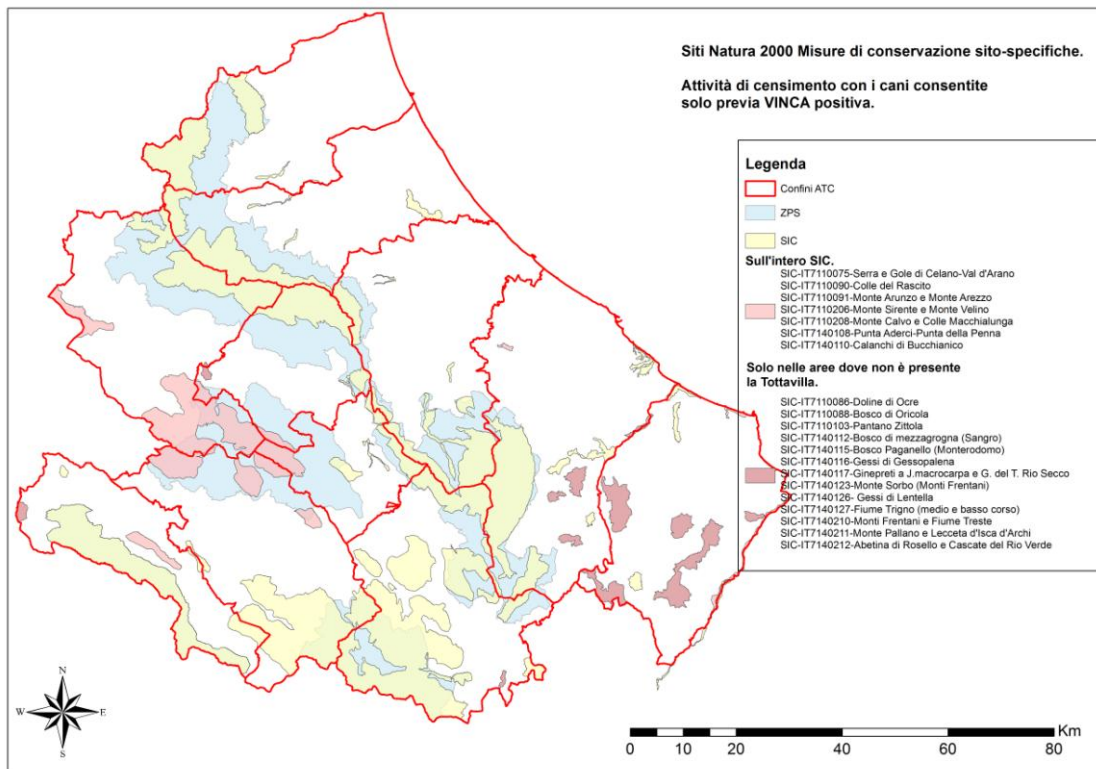 Siti Natura 2000 Misure di conservazione sito-specifiche.
Attività di censimento con i cani consentite
solo previa VINCA positiva.
Legenda
Confini ATC
ZPS
SIC
Sull'intero SIC.
SIC-IT7110075-Serra e Gole di Celano-Val d'Arano
SIC-IT7110090-Colle del Rascito
SIC-IT7110091-Monte Arunzo e Monte Arezzo
SIC-IT7110206-Monte Sirente e Monte Velino
SIC-IT7110208-Monte Calvo e Colle Macchialunga
SIC-IT7140108-Punta Aderci-Punta della Penna
SIC-IT7140110-Calanchi di Bucchianico
Solo nelle aree dove non è presente
la Tottavilla.
SIC-IT7110086-Doline di Ocre
SIC-IT7110088-Bosco di Oricola
SIC-IT7110103-Pantano Zittola
SIC-IT7140112-Bosco di mezzagrogna (Sangro)
SIC-IT7140115-Bosco Paganello (Monterodomo)
SIC-IT7140116-Gessi di Gessopalena
SIC-IT7140117-Ginepreti a J.macrocarpa e G. del T. Rio Secco
SIC-IT7140123-Monte Sorbo (Monti Frentani)
SIC-IT7140126- Gessi di Lentella
SIC-IT7140127-Fiume Trigno (medio e basso corso)
SIC-IT7140210-Monti Frentani e Fiume Treste
SIC-IT7140211-Monte Pallano e Lecceta d'Isca d'Archi
SIC-IT7140212-Abetina di Rosello e Cascate del Rio Verde
N
W E
S
Km
0 5 10 20 40 60 80